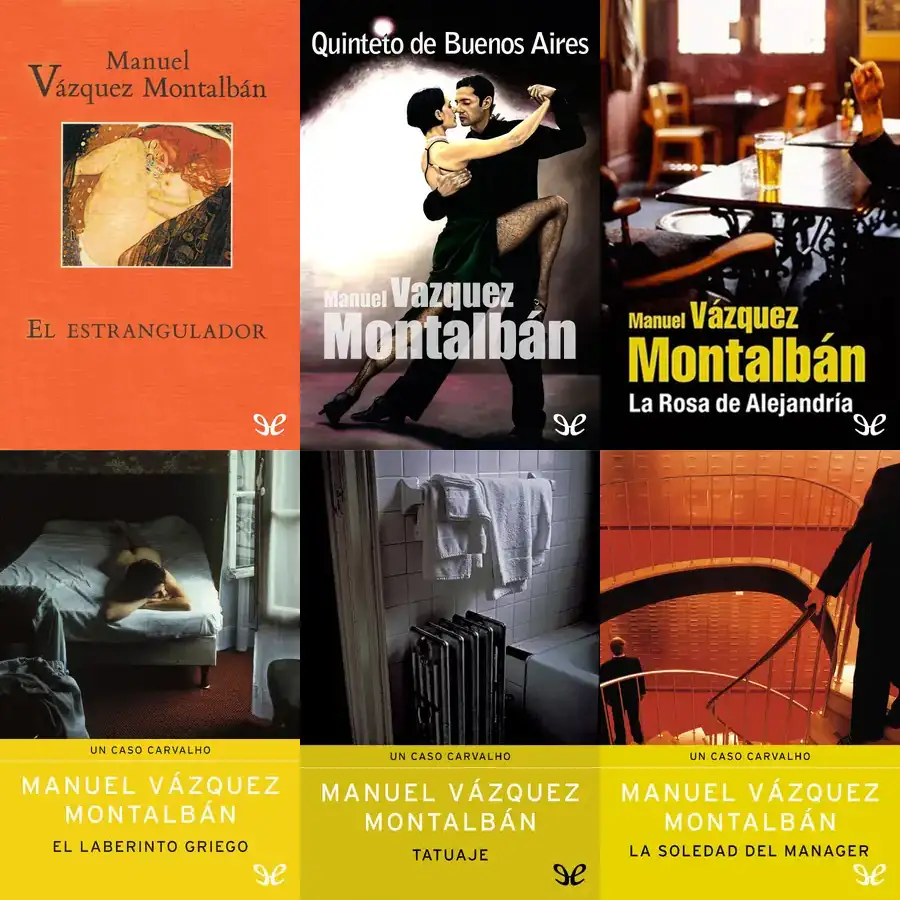 Manuel
Vázquez Montalbán
EL ESTRANGULADOR
Quinteto de Buenos Aires
Manuel Vazquez
Montalbán
Manuel Vázquez
Montalbán
La Rosa de Alejandría
UN CASO CARVALHO
MANUEL VÁZQUEZ
MONTALBÁN
EL LABERINTO GRIEGO
UN CASO CARVALHO
MANUEL VÁZQUEZ
MONTALBÁN
TATUAJE
UN CASO CARVALHO
MANUEL VÁZQUEZ
MONTALBÁN
LA SOLEDAD DEL MANAGER